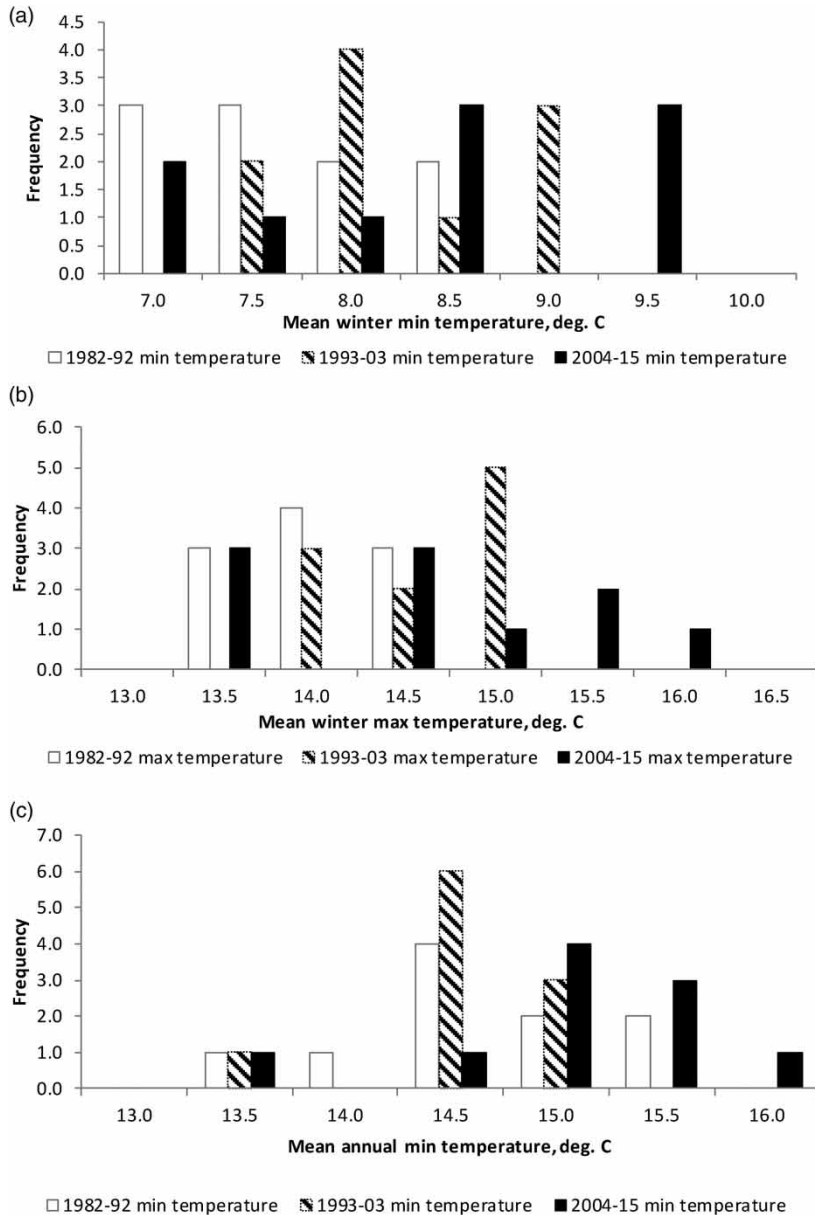 (a)
4.5
4.0
3.5
3.0
2.5
2.0
1.5
1.0
0.5
0.0
Frequency
7.0 7.5 8.0 8.5 9.0 9.5 10.0
Mean winter min temperature, deg. C
1982-92 min temperature 1993-03 min temperature 2004-15 min temperature
(b)
6.0
5.0
4.0
3.0
2.0
1.0
0.0
Frequency
13.0 13.5 14.0 14.5 15.0 15.5 16.0 16.5
Mean winter max temperature, deg. C
1982-92 max temperature 1993-03 max temperature 2004-15 max temperature
(c)
7.0
6.0
5.0
4.0
3.0
2.0
1.0
0.0
Frequency
13.0 13.5 14.0 14.5 15.0 15.5 16.0
Mean annual min temperature, deg. C
1982-92 min temperature 1993-03 min temperature 2004-15 min temperature